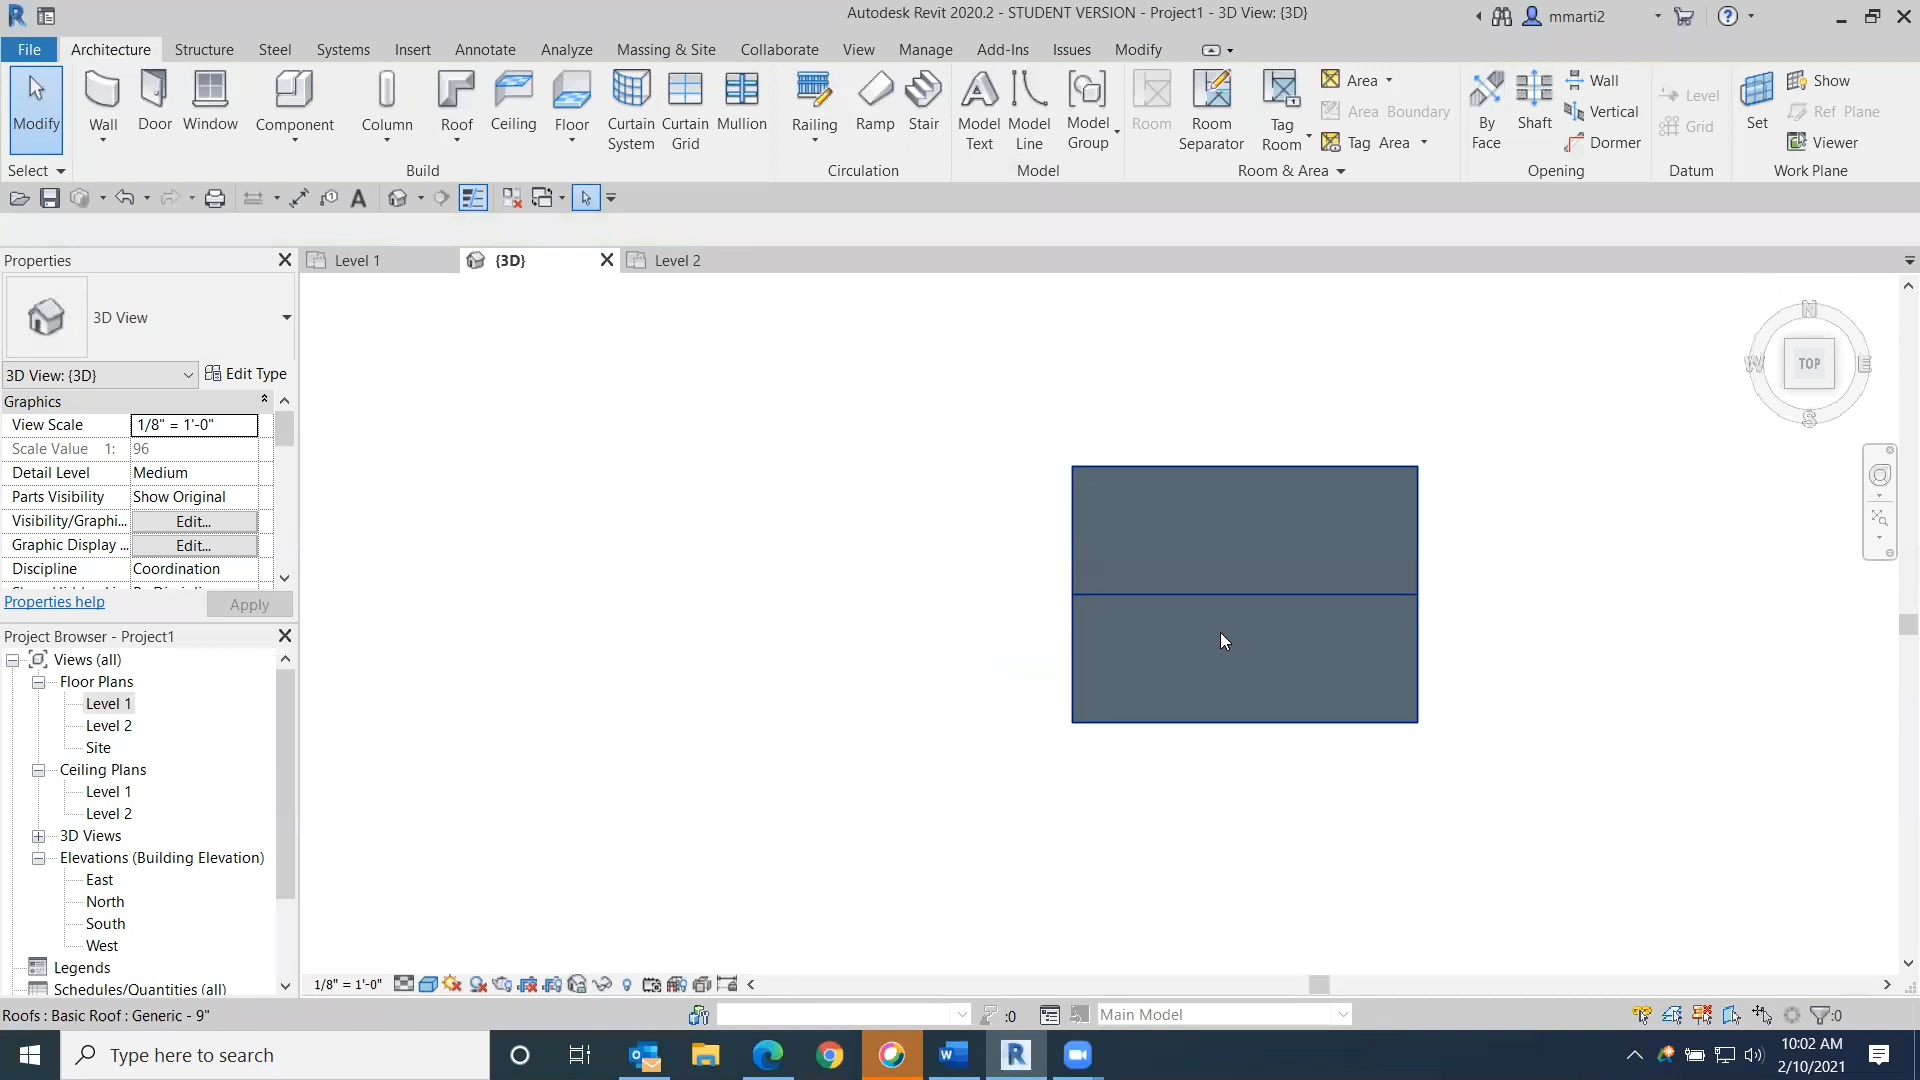 Autodesk Revit 2020.2 - STUDENT VERSION - Project1 - 3D View: {3D}
mmarti2
File Architecture Structure Steel Systems Insert Annotate Analyze Massing & Site Collaborate View Manage Add-Ins Issues Modify
Modify
Wall
Door
Window
Component
Column
Roof
Ceiling
Floor
Curtain System
Curtain Grid
Mullion
Railing
Ramp
Stair
Model Text
Model Line
Model Group
Room
Room Separator
Tag Room
Area
Area Boundary
Tag Area
By Face
Shaft
Wall
Vertical
Dormer
Level
Grid
Set
Show
Ref Plane
Viewer
Select
Build
Circulation
Model
Room & Area
Opening
Datum
Work Plane
Properties
Level 1
{3D}
Level 2
3D View
3D View: {3D}
Edit Type
Graphics
View Scale 1/8" = 1'-0"
Scale Value 1: 96
Detail Level Medium
Parts Visibility Show Original
Visibility/Graphi... Edit...
Graphic Display ... Edit...
Discipline Coordination
Properties help
Apply
Project Browser - Project1
Views (all)
Floor Plans
Level 1
Level 2
Site
Ceiling Plans
Level 1
Level 2
3D Views
Elevations (Building Elevation)
East
North
South
West
Legends
Schedules/Quantities (all)
N
W
TOP
E
S
1/8" = 1'-0"
Roofs : Basic Roof : Generic - 9"
:0
Main Model
:0
Type here to search
10:02 AM
2/10/2021